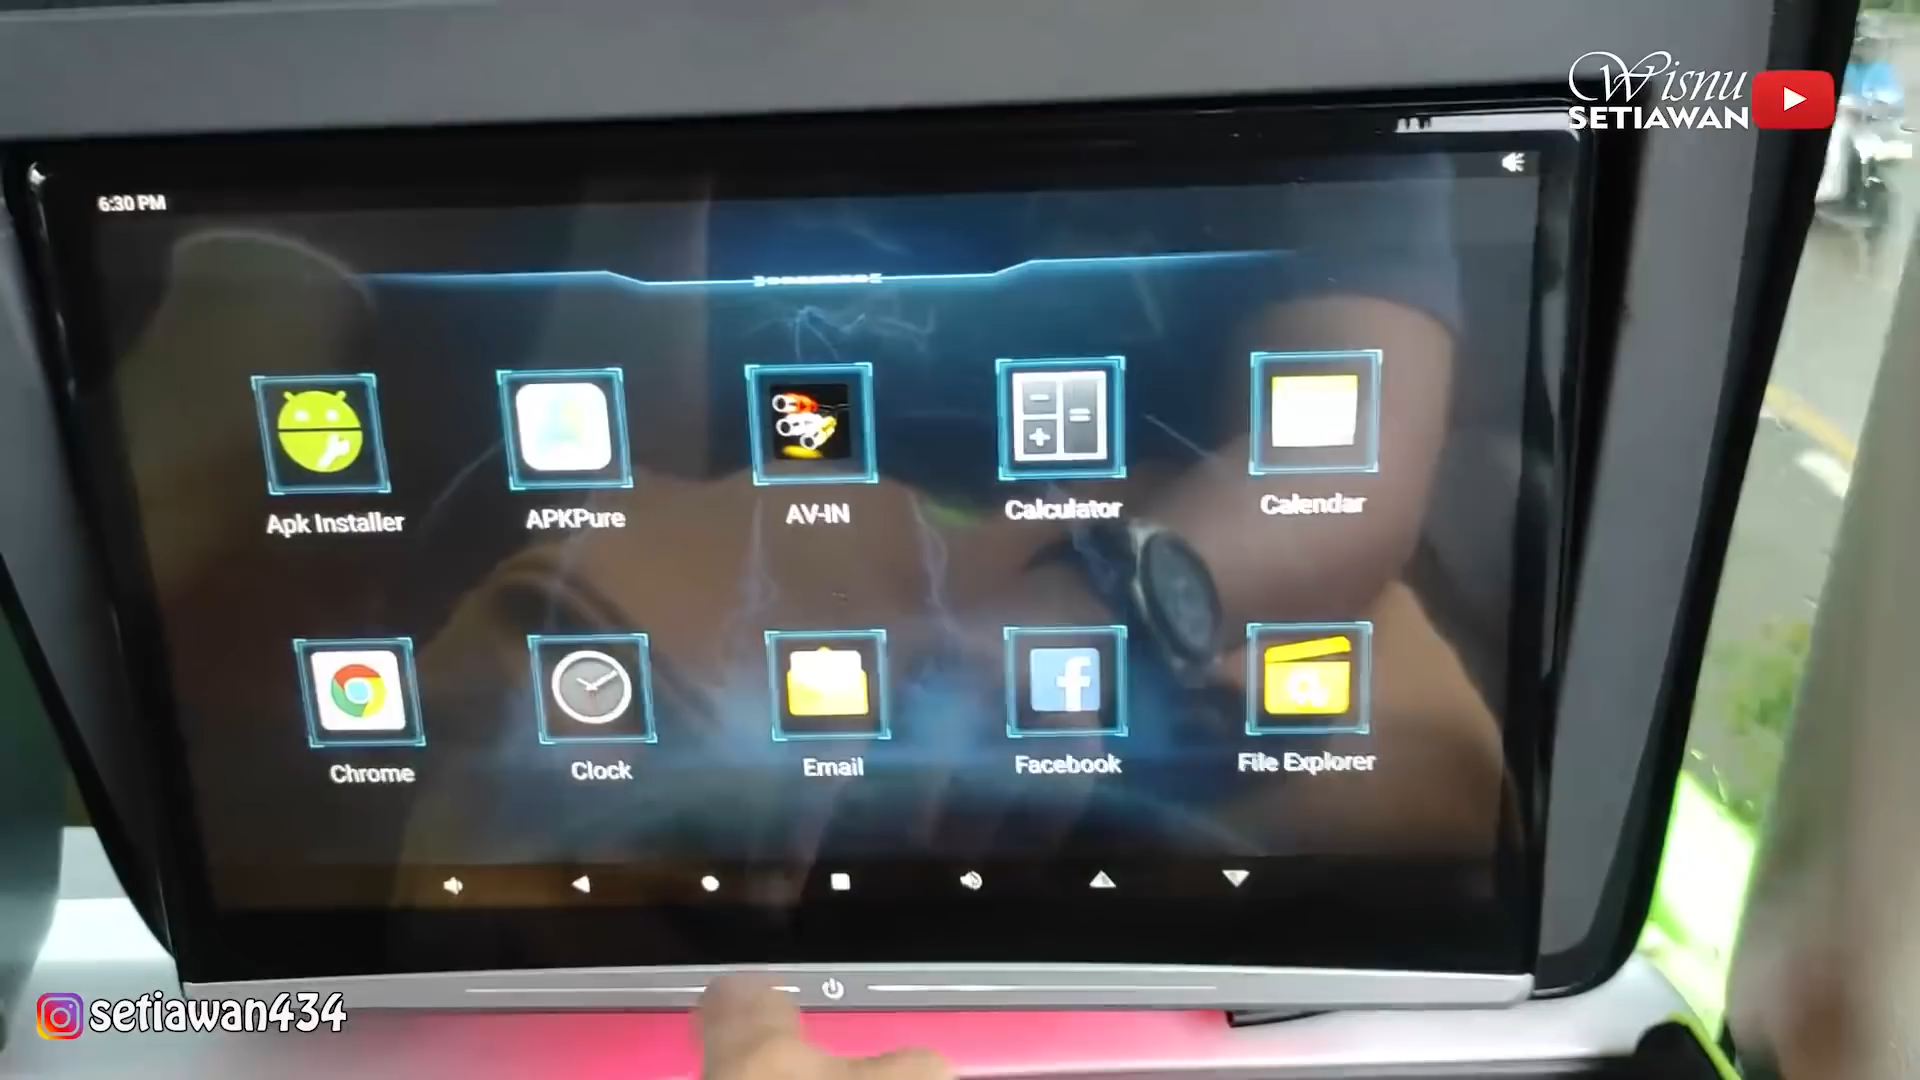 Wisnu
SETIAWAN
6:30 PM
Apk Installer
APKPure
AV-IN
Calculator
Calendar
Chrome
Clock
Email
Facebook
File Explorer
setiawan434